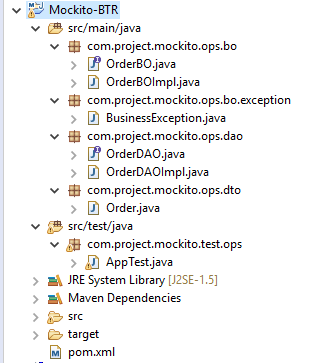 Mockito-BTR
src/main/java
com.project.mockito.ops.bo
OrderBO.java
OrderBOImpl.java
com.project.mockito.ops.bo.exception
BusinessException.java
com.project.mockito.ops.dao
OrderDAO.java
OrderDAOImpl.java
com.project.mockito.ops.dto
Order.java
src/test/java
com.project.mockito.test.ops
AppTest.java
JRE System Library [J2SE-1.5]
Maven Dependencies
src
target
pom.xml